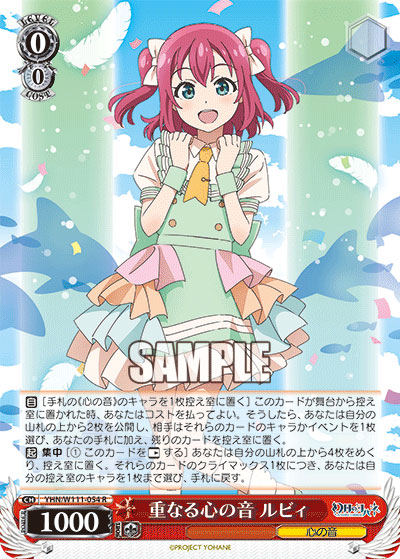 LEVEL
0
0
COST
SAMPLE
自［手札の《心の音》のキャラを1枚控え室に置く］このカードが舞台から控え
室に置かれた時、あなたはコストを払ってよい。そうしたら、あなたは自分の
山札の上から2枚を公開し、相手はそれらのカードのキャラかイベントを1枚
選び、あなたの手札に加え、残りのカードを控え室に置く。
起 集中［① このカードをレストする］あなたは自分の山札の上から4枚をめく
り、控え室に置く。それらのカードのクライマックス1枚につき、あなたは自分
の控え室のキャラを1枚まで選び、手札に戻す。
CH YHN/W111-054 R
1000
重なる心の音 ルビィ
心の音
©PROJECT YOHANE